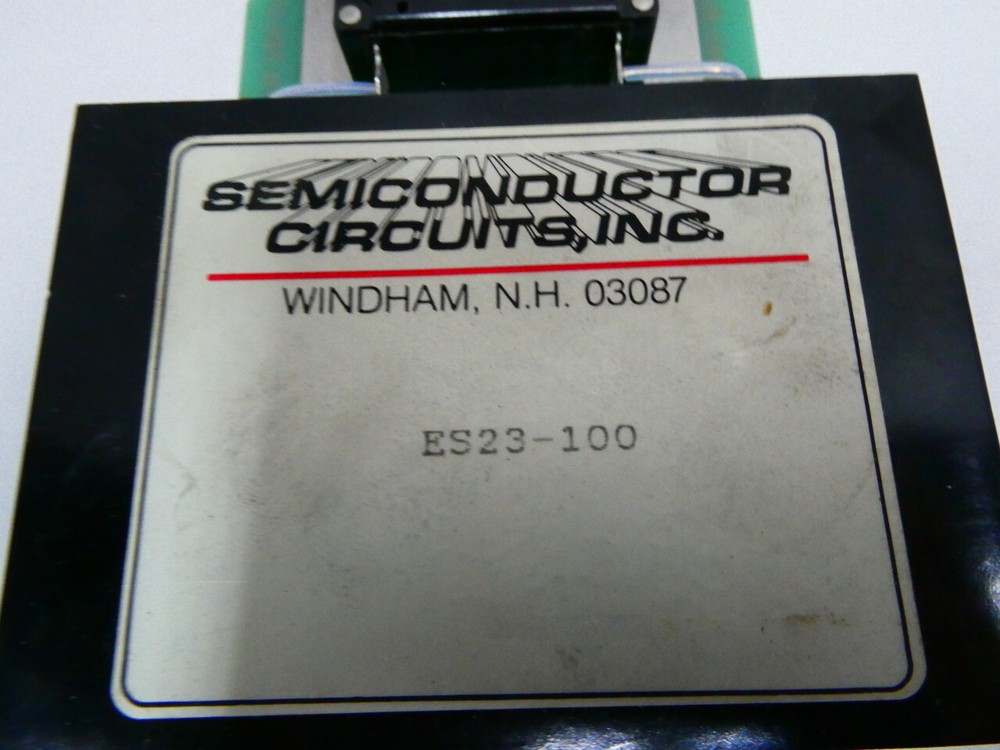 SEMICONDUCTOR
CIRCUITS, INC.
WINDHAM, N.H. 03087
ES23-100